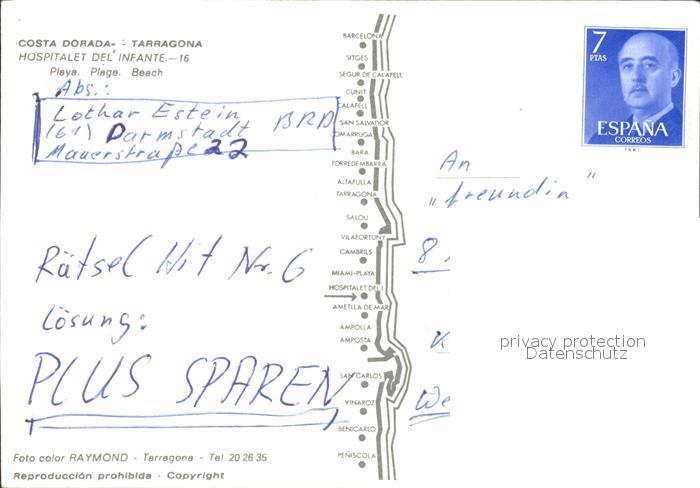 COSTA DORADA - TARRAGONA
HOSPITALET DEL INFANTE.—16
Playa. Plage. Beach
Abs.:
Lothar Estein
(61) Darmstadt BRD
Mauerstraße 22
Rätsel Hit Nr. 6
Lösung:
PLUS SPAREN
Foto color RAYMOND - Tarragona - Tel 20 26 35
Reproducción prohibida - Copyright
BARCELONA
SITGES
SEGUR DE CALAFELL
CUNIT
CALAFELL
SAN SALVADOR
COMARRUGA
BARA
TORREDEMBARRA
ALTAFULLA
TARRAGONA
SALOU
VILAFORTUNY
CAMBRILS
MIAMI-PLAYA
HOSPITALET DEL I.
AMETLLA DE MAR
AMPOLLA
AMPOSTA
SAN CARLOS
VINAROZ
BENICARLO
PEÑISCOLA
7
PTAS
ESPAÑA
CORREOS
An
„freundin"
8
K
We
privacy protection
Datenschutz